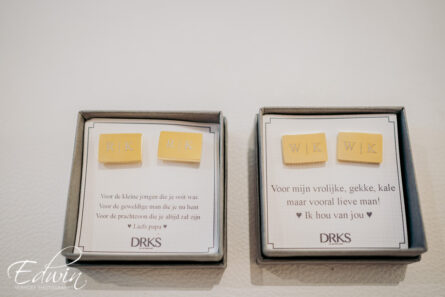 Voor de kleine jongen die je ooit was
Voor de geweldige man die je nu bent
Voor de prachtzoon die je altijd zal zijn
♥ Liefs papa ♥
DRKS
W | K
W | K
Voor mijn vrolijke, gekke, kale
maar vooral lieve man!
♥ Ik hou van jou ♥
DRKS
Edwin